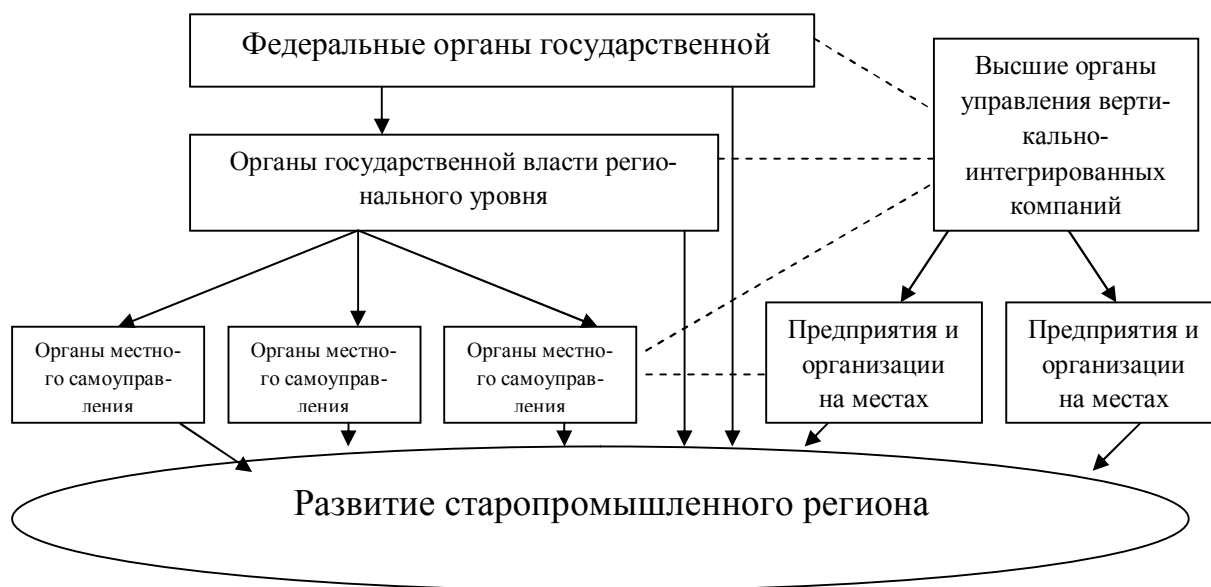 Федеральные органы государственной
Высшие органы
управления верти-
кально-
интегрированных
компаний
Органы государственной власти регио-
нального уровня
Органы местно-
го самоуправ-
ления
Органы местно-
го самоуправ-
ления
Органы местно-
го самоуправ-
ления
Предприятия и
организации
на местах
Предприятия и
организации
на местах
Развитие старопромышленного региона